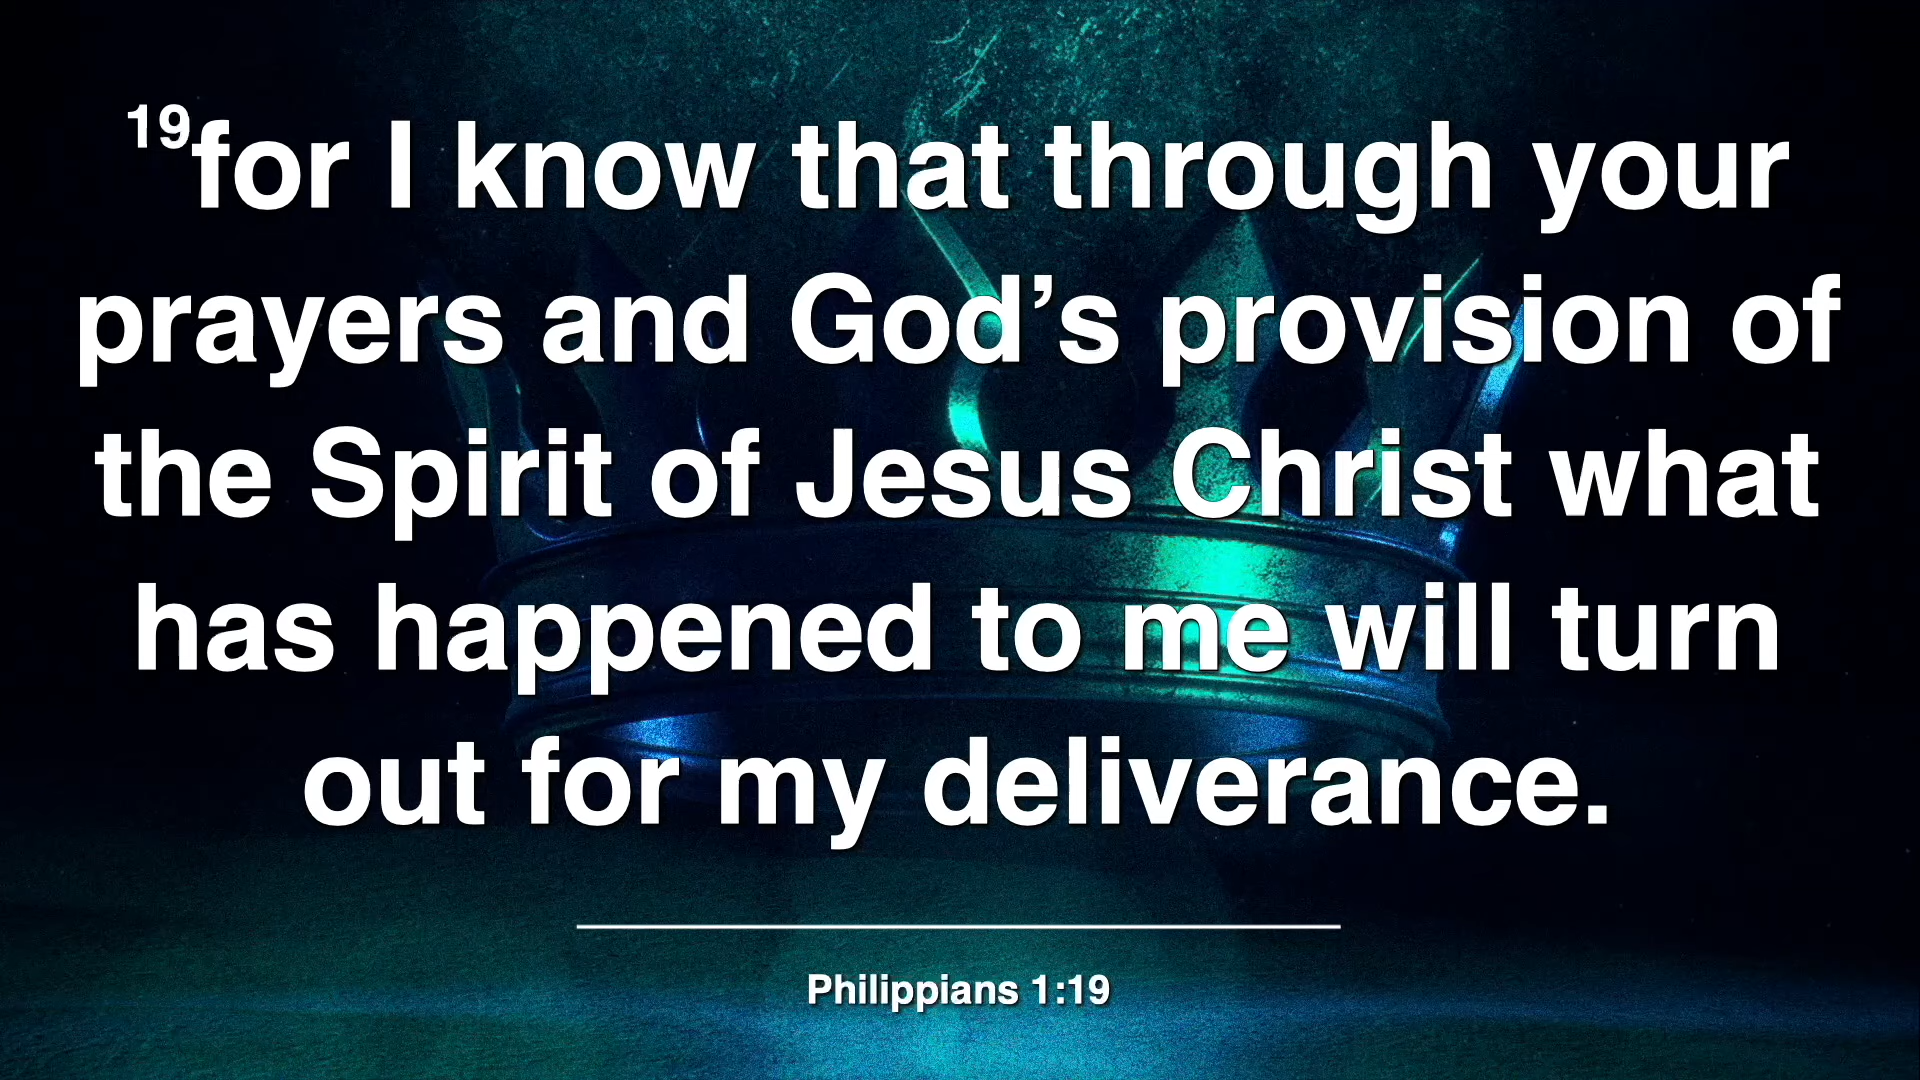 19for I know that through your
prayers and God’s provision of
the Spirit of Jesus Christ what
has happened to me will turn
out for my deliverance.
Philippians 1:19